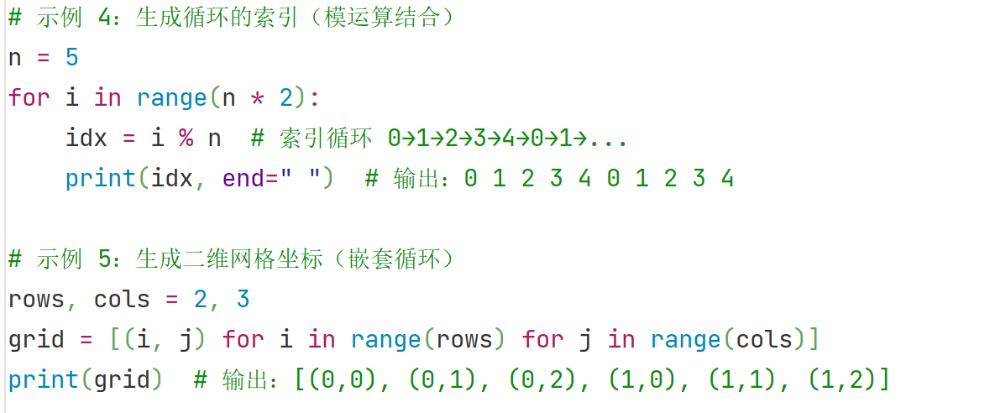 # 示例 4：生成循环的索引（模运算结合）
n = 5
for i in range(n * 2):
    idx = i % n  # 索引循环 0→1→2→3→4→0→1→...
    print(idx, end=" ")  # 输出：0 1 2 3 4 0 1 2 3 4
# 示例 5：生成二维网格坐标（嵌套循环）
rows, cols = 2, 3
grid = [(i, j) for i in range(rows) for j in range(cols)]
print(grid)  # 输出：[(0,0), (0,1), (0,2), (1,0), (1,1), (1,2)]